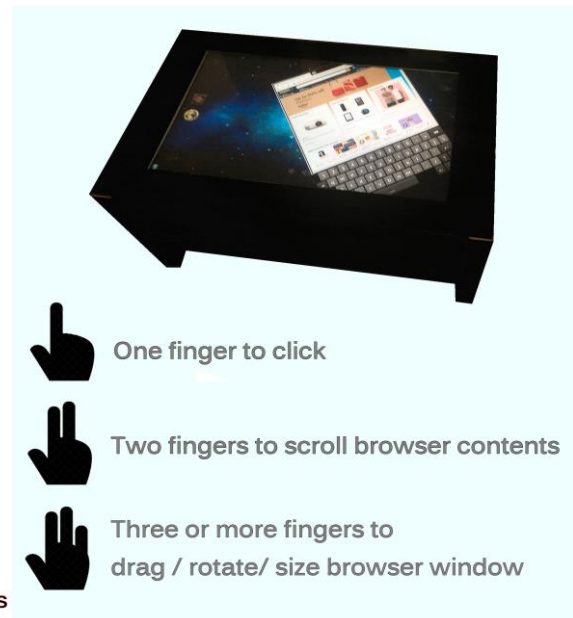 One finger to click
Two fingers to scroll browser contents
Three or more fingers to
drag / rotate/ size browser window
s